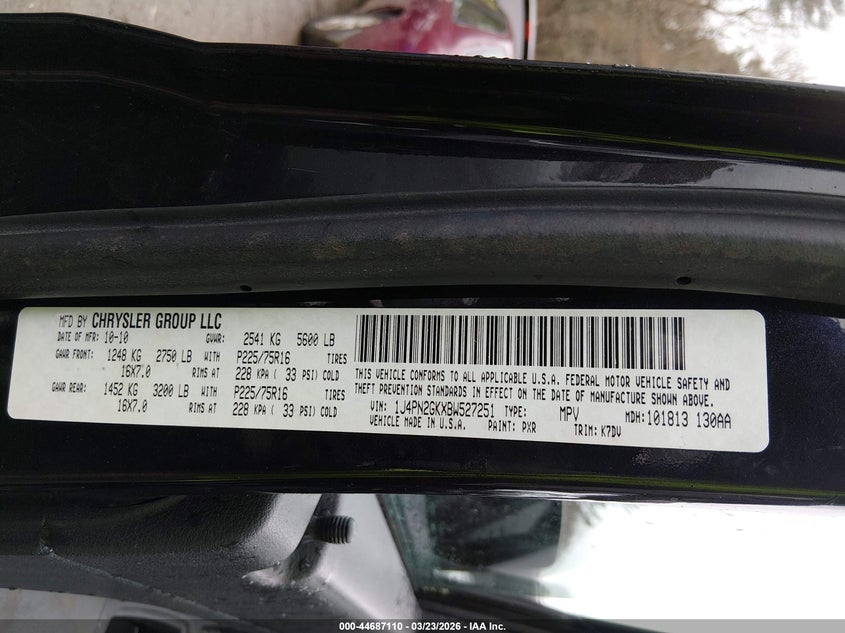 MFD BY CHRYSLER GROUP LLC
DATE OF MFR: 10-10 GVWR: 2541 KG 5600 LB
GAWR FRONT: 1248 KG 2750 LB WITH P225/75R16 TIRES
16X7.0 RIMS AT 228 KPA ( 33 PSI) COLD
GAWR REAR: 1452 KG 3200 LB WITH P225/75R16 TIRES
16X7.0 RIMS AT 228 KPA ( 33 PSI) COLD
THIS VEHICLE CONFORMS TO ALL APPLICABLE U.S.A. FEDERAL MOTOR VEHICLE SAFETY AND
THEFT PREVENTION STANDARDS IN EFFECT ON THE DATE OF MANUFACTURE SHOWN ABOVE.
VIN: 1J4PN2GKXBW527251 TYPE: MPV MDH: 101813 130AA
VEHICLE MADE IN U.S.A. PAINT: PXR TRIM: K7DV
000-44687110 - 03/23/2026 - IAA Inc.